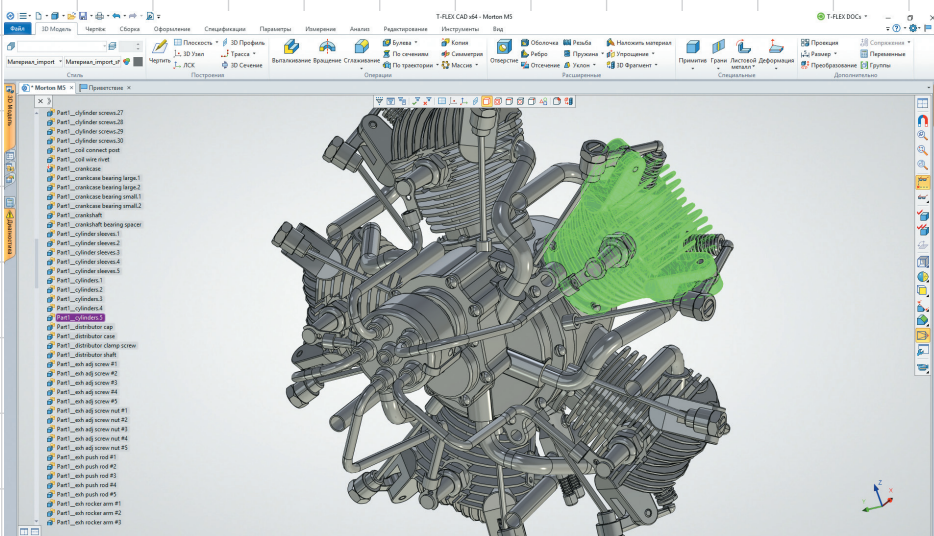 T-FLEX CAD x64 - Morton M5
T-FLEX DOCs
Файл 3D Модель Чертёж Сборка Оформление Спецификации Параметры Измерение Анализ Редактирование Инструменты Вид
Плоскость 3D Профиль Булева Копия Оболочка Резьба Наложить материал Проекция Сопряжение
3D Узел Трасса По сечениям Симметрия Ребро Пружина Упрощение Размер Переменные
Материал_import Материал_import_st Чертить ЛСК 3D Сечение Выталкивание Вращение Сглаживание По траектории Массив Отверстие Отсечение Уклон 3D Фрагмент Примитив Грани Листовой металл Деформация Преобразование Группы
Стиль Построения Операции Расширенные Специальные Дополнительно
* Morton M5 × Приветствие ×
3D Модель
Диагностика
Part1__clylinder screws.27
Part1__clylinder screws.28
Part1__clylinder screws.29
Part1__clylinder screws.30
Part1__coil connect post
Part1__coil wire rivet
Part1__crankcase
Part1__crankcase bearing large.1
Part1__crankcase bearing large.2
Part1__crankcase bearing small.1
Part1__crankcase bearing small.2
Part1__crankshaft
Part1__crankshaft bearing spacer
Part1__cylinder sleeves.1
Part1__cylinder sleeves.2
Part1__cylinder sleeves.3
Part1__cylinder sleeves.4
Part1__cylinder sleeves.5
Part1__cylinders.1
Part1__cylinders.2
Part1__cylinders.3
Part1__cylinders.4
Part1__cylinders.5
Part1__distributor cap
Part1__distributor case
Part1__distributor clamp screw
Part1__distributor shaft
Part1__exh adj screw #1
Part1__exh adj screw #2
Part1__exh adj screw #3
Part1__exh adj screw #4
Part1__exh adj screw #5
Part1__exh adj screw nut #1
Part1__exh adj screw nut #2
Part1__exh adj screw nut #3
Part1__exh adj screw nut #4
Part1__exh adj screw nut #5
Part1__exh push rod #1
Part1__exh push rod #2
Part1__exh push rod #3
Part1__exh push rod #4
Part1__exh push rod #5
Part1__exh rocker arm #1
Part1__exh rocker arm #2
Part1__exh rocker arm #3
Z
X
Y